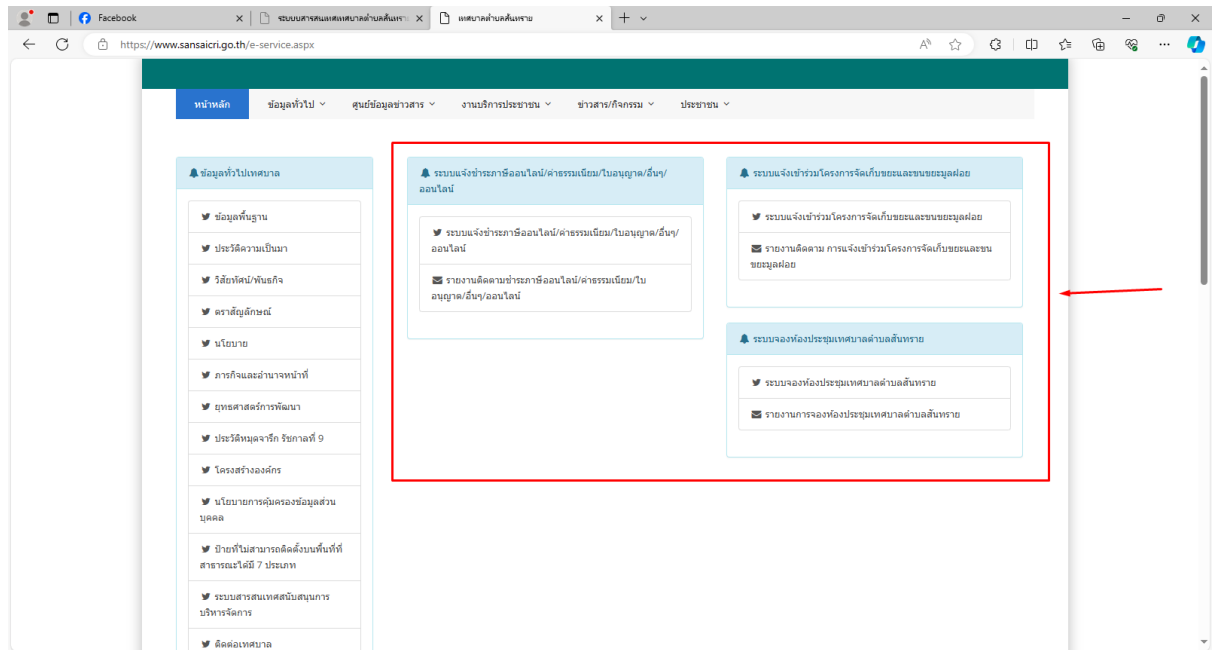 Facebook
ระบบสารสนเทศเทศบาลตำบลสันทรา
เทศบาลตำบลสันทราย
https://www.sansaicri.go.th/e-service.aspx
หน้าหลัก ข้อมูลทั่วไป ศูนย์ข้อมูลข่าวสาร งานบริการประชาชน ข่าวสาร/กิจกรรม ประชาชน
ข้อมูลทั่วไปเทศบาล
ข้อมูลพื้นฐาน
ประวัติความเป็นมา
วิสัยทัศน์/พันธกิจ
ตราสัญลักษณ์
นโยบาย
ภารกิจและอำนาจหน้าที่
ยุทธศาสตร์การพัฒนา
ประวัติหมุดจารึก รัชกาลที่ 9
โครงสร้างองค์กร
นโยบายการคุ้มครองข้อมูลส่วน
บุคคล
ป้ายที่ไม่สามารถติดตั้งบนพื้นที่ที่
สาธารณะได้มี 7 ประเภท
ระบบสารสนเทศสนับสนุนการ
บริหารจัดการ
ติดต่อเทศบาล
ระบบแจ้งชำระภาษีออนไลน์/ค่าธรรมเนียม/ใบอนุญาต/อื่นๆ/
ออนไลน์
ระบบแจ้งชำระภาษีออนไลน์/ค่าธรรมเนียม/ใบอนุญาต/อื่นๆ/
ออนไลน์
รายงานติดตามชำระภาษีออนไลน์/ค่าธรรมเนียม/ใบ
อนุญาต/อื่นๆ/ออนไลน์
ระบบแจ้งเข้าร่วมโครงการจัดเก็บขยะและขนขยะมูลฝอย
ระบบแจ้งเข้าร่วมโครงการจัดเก็บขยะและขนขยะมูลฝอย
รายงานติดตาม การแจ้งเข้าร่วมโครงการจัดเก็บขยะและขน
ขยะมูลฝอย
ระบบจองห้องประชุมเทศบาลตำบลสันทราย
ระบบจองห้องประชุมเทศบาลตำบลสันทราย
รายงานการจองห้องประชุมเทศบาลตำบลสันทราย